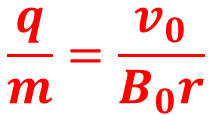 q/m = v₀/B₀r